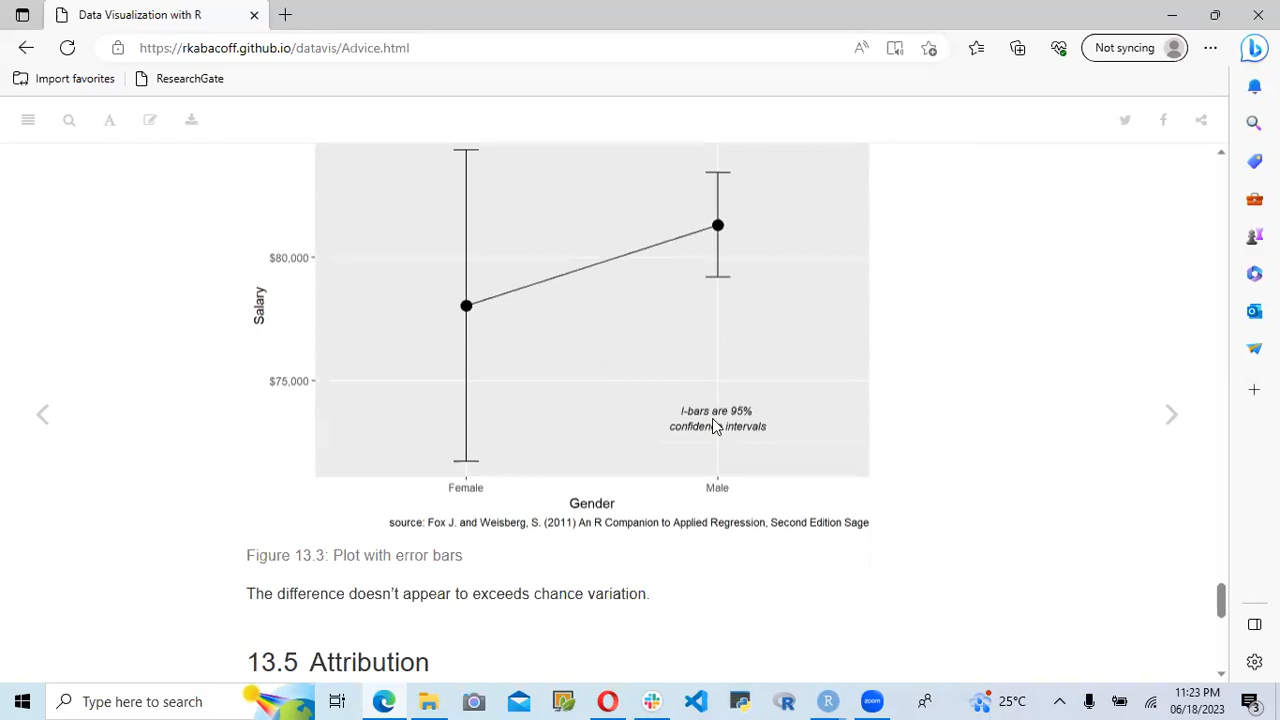 Data Visualization with R
https://rkabacoff.github.io/datavis/Advice.html
Not syncing
Import favorites
ResearchGate
$80,000
Salary
$75,000
I-bars are 95%
confidence intervals
Female
Male
Gender
source: Fox J. and Weisberg, S. (2011) An R Companion to Applied Regression, Second Edition Sage
Figure 13.3: Plot with error bars
The difference doesn't appear to exceeds chance variation.
13.5 Attribution
Type here to search
25°C
11:23 PM
06/18/2023
3
zoom